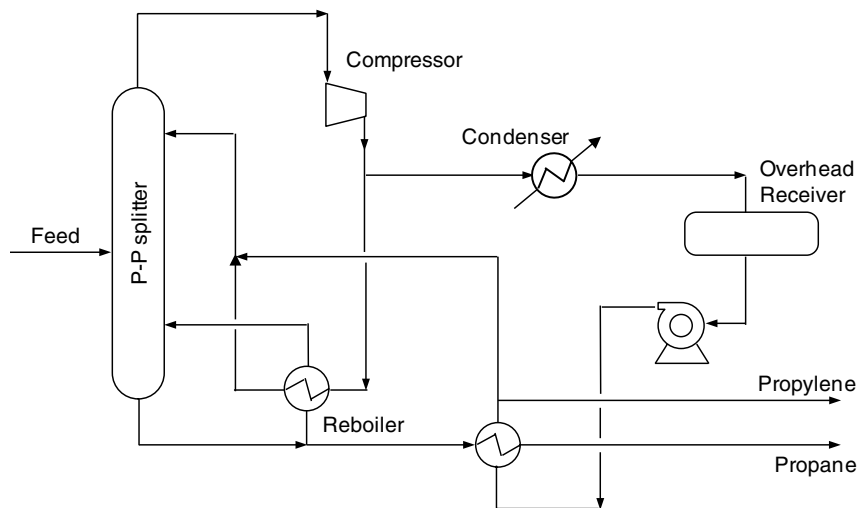 Compressor
Condenser
Overhead
Receiver
Feed
P-P splitter
Reboiler
Propylene
Propane